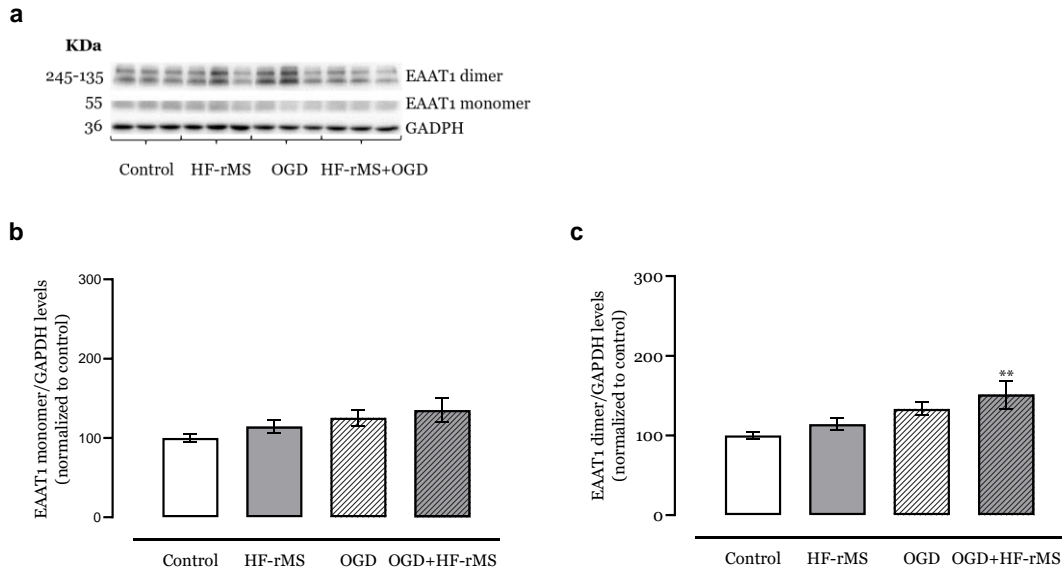 a
KDa
245-135 EAAT1 dimer
55 EAAT1 monomer
36 GADPH
Control HF-rMS OGD HF-rMS+OGD
b
EAAT1 monomer/GAPDH levels
(normalized to control)
300
200
100
0
Control HF-rMS OGD OGD+HF-rMS
c
EAAT1 dimer/GAPDH levels
(normalized to control)
300
200
100
0
**
Control HF-rMS OGD OGD+HF-rMS